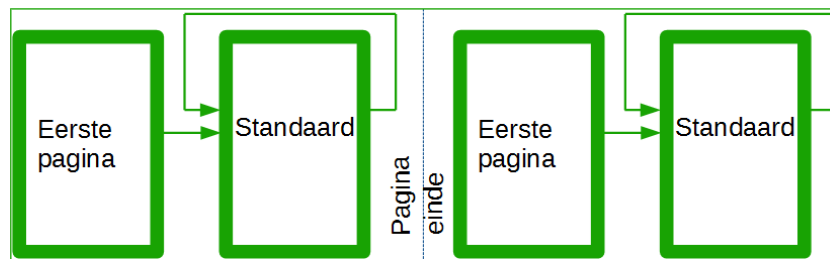 Eerste
pagina
Standaard
Pagina
einde
Eerste
pagina
Standaard